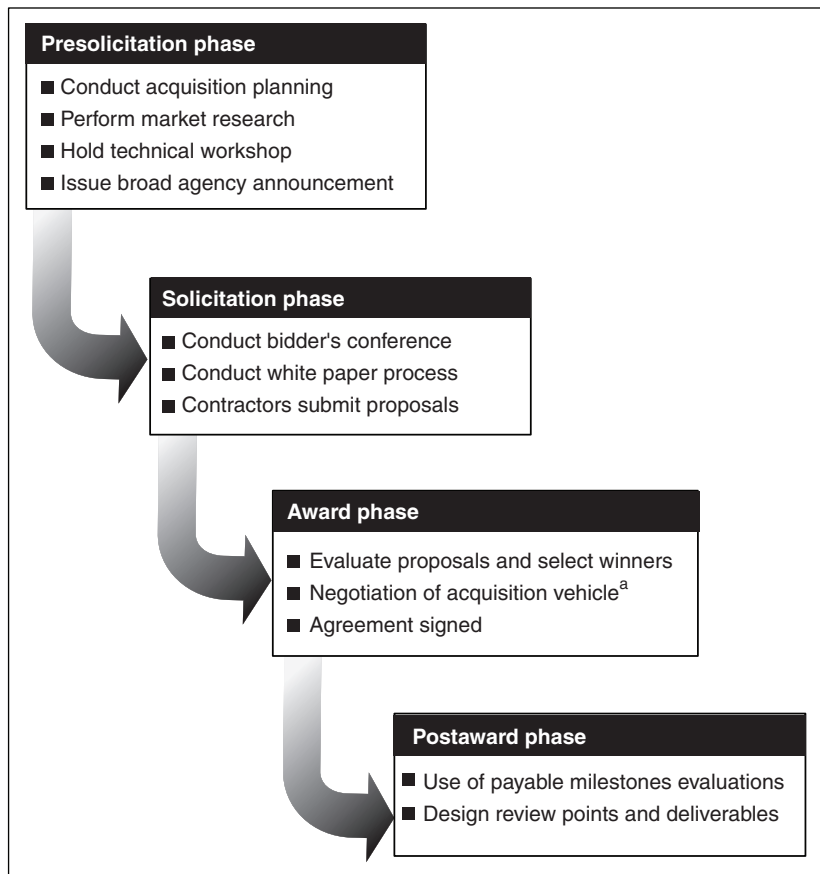 Presolicitation phase
■ Conduct acquisition planning
■ Perform market research
■ Hold technical workshop
■ Issue broad agency announcement
Solicitation phase
■ Conduct bidder's conference
■ Conduct white paper process
■ Contractors submit proposals
Award phase
■ Evaluate proposals and select winners
■ Negotiation of acquisition vehicle^a
■ Agreement signed
Postaward phase
■ Use of payable milestones evaluations
■ Design review points and deliverables